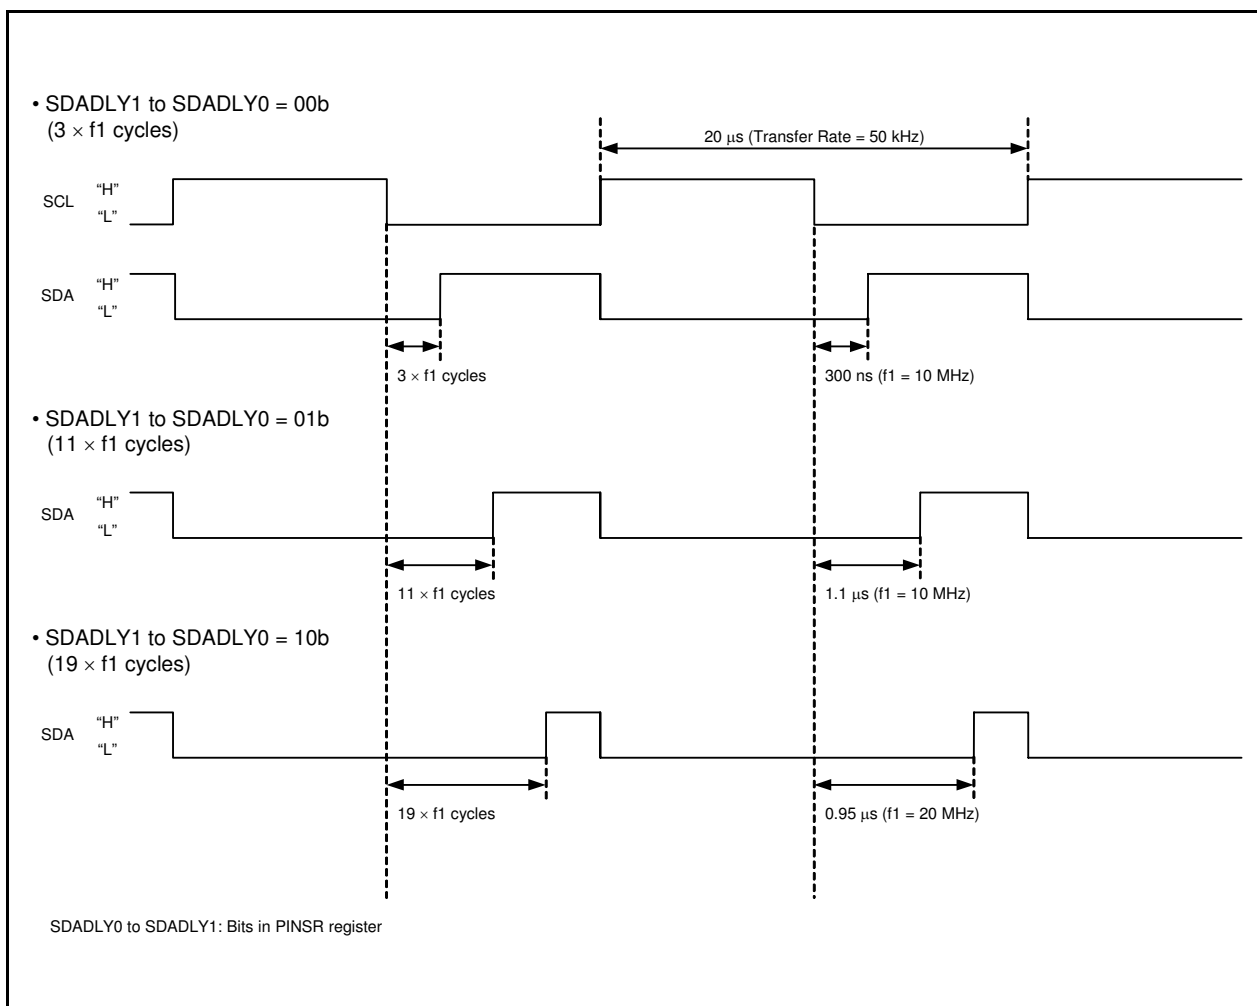 • SDADLY1 to SDADLY0 = 00b
(3 × f1 cycles)
20 μs (Transfer Rate = 50 kHz)
SCL
“H”
“L”
SDA
“H”
“L”
3 × f1 cycles
300 ns (f1 = 10 MHz)
• SDADLY1 to SDADLY0 = 01b
(11 × f1 cycles)
SDA
“H”
“L”
11 × f1 cycles
1.1 μs (f1 = 10 MHz)
• SDADLY1 to SDADLY0 = 10b
(19 × f1 cycles)
SDA
“H”
“L”
19 × f1 cycles
0.95 μs (f1 = 20 MHz)
SDADLY0 to SDADLY1: Bits in PINSR register